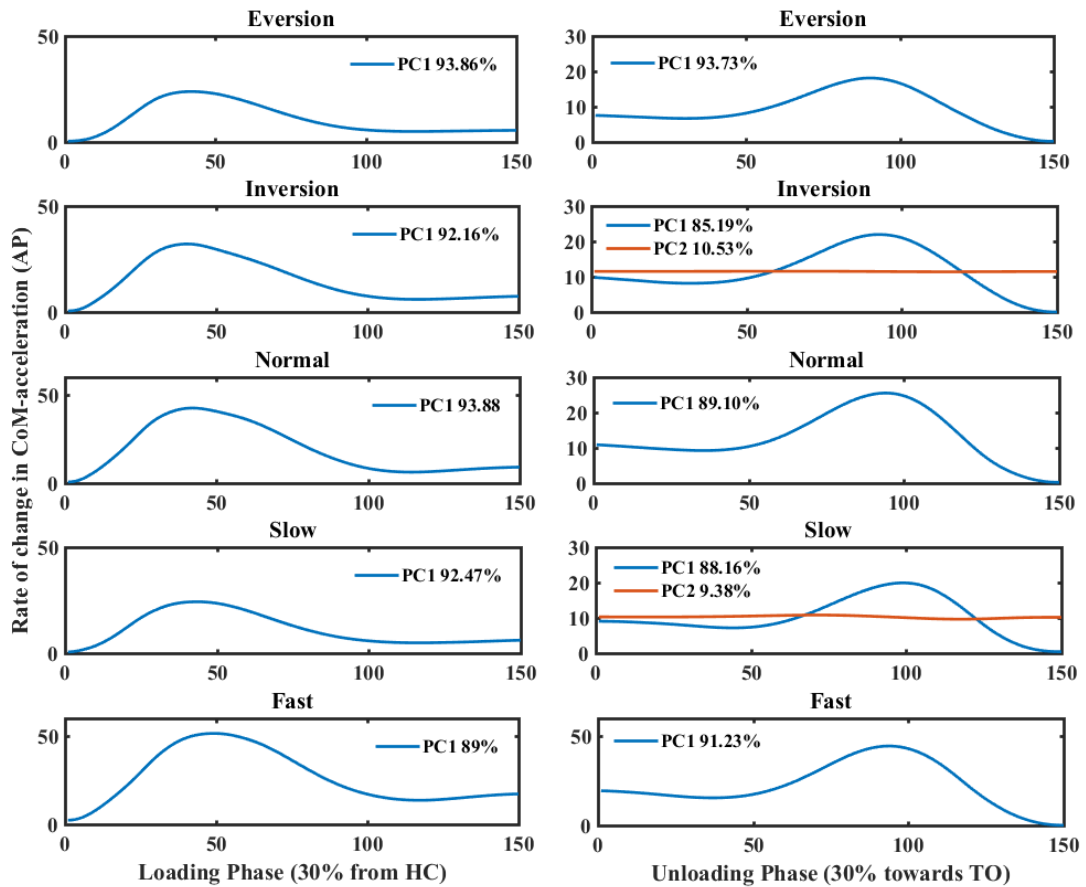 Eversion
50
0
PC1 93.86%
0 50 100 150
Eversion
30
20
10
0
PC1 93.73%
0 50 100 150
Inversion
50
0
PC1 92.16%
0 50 100 150
Inversion
30
20
10
0
PC1 85.19%
PC2 10.53%
0 50 100 150
Normal
50
0
PC1 93.88
0 50 100 150
Normal
30
20
10
0
PC1 89.10%
0 50 100 150
Slow
50
0
PC1 92.47%
0 50 100 150
Slow
30
20
10
0
PC1 88.16%
PC2 9.38%
0 50 100 150
Fast
50
0
PC1 89%
0 50 100 150
Fast
50
0
PC1 91.23%
0 50 100 150
Rate of change in CoM-acceleration (AP)
Loading Phase (30% from HC)
Unloading Phase (30% towards TO)